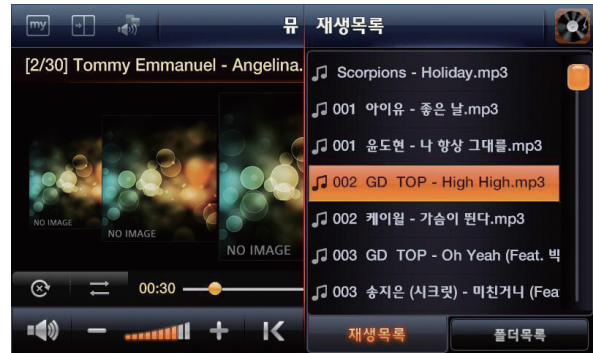 my
뮤
재생목록
[2/30] Tommy Emmanuel - Angelina.
Scorpions - Holiday.mp3
001 아이유 - 좋은 날.mp3
001 윤도현 - 나 항상 그대를.mp3
002 GD TOP - High High.mp3
002 케이윌 - 가슴이 뛴다.mp3
003 GD TOP - Oh Yeah (Feat. 빅
003 송지은 (시크릿) - 미친거니 (Fea
NO IMAGE
NO IMAGE
NO IMAGE
00:30
재생목록
폴더목록